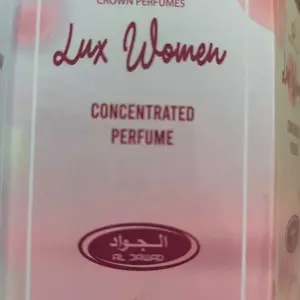 CROWN PERFUMES
Lux Women
CONCENTRATED
PERFUME
الجواد
AL JAWAD